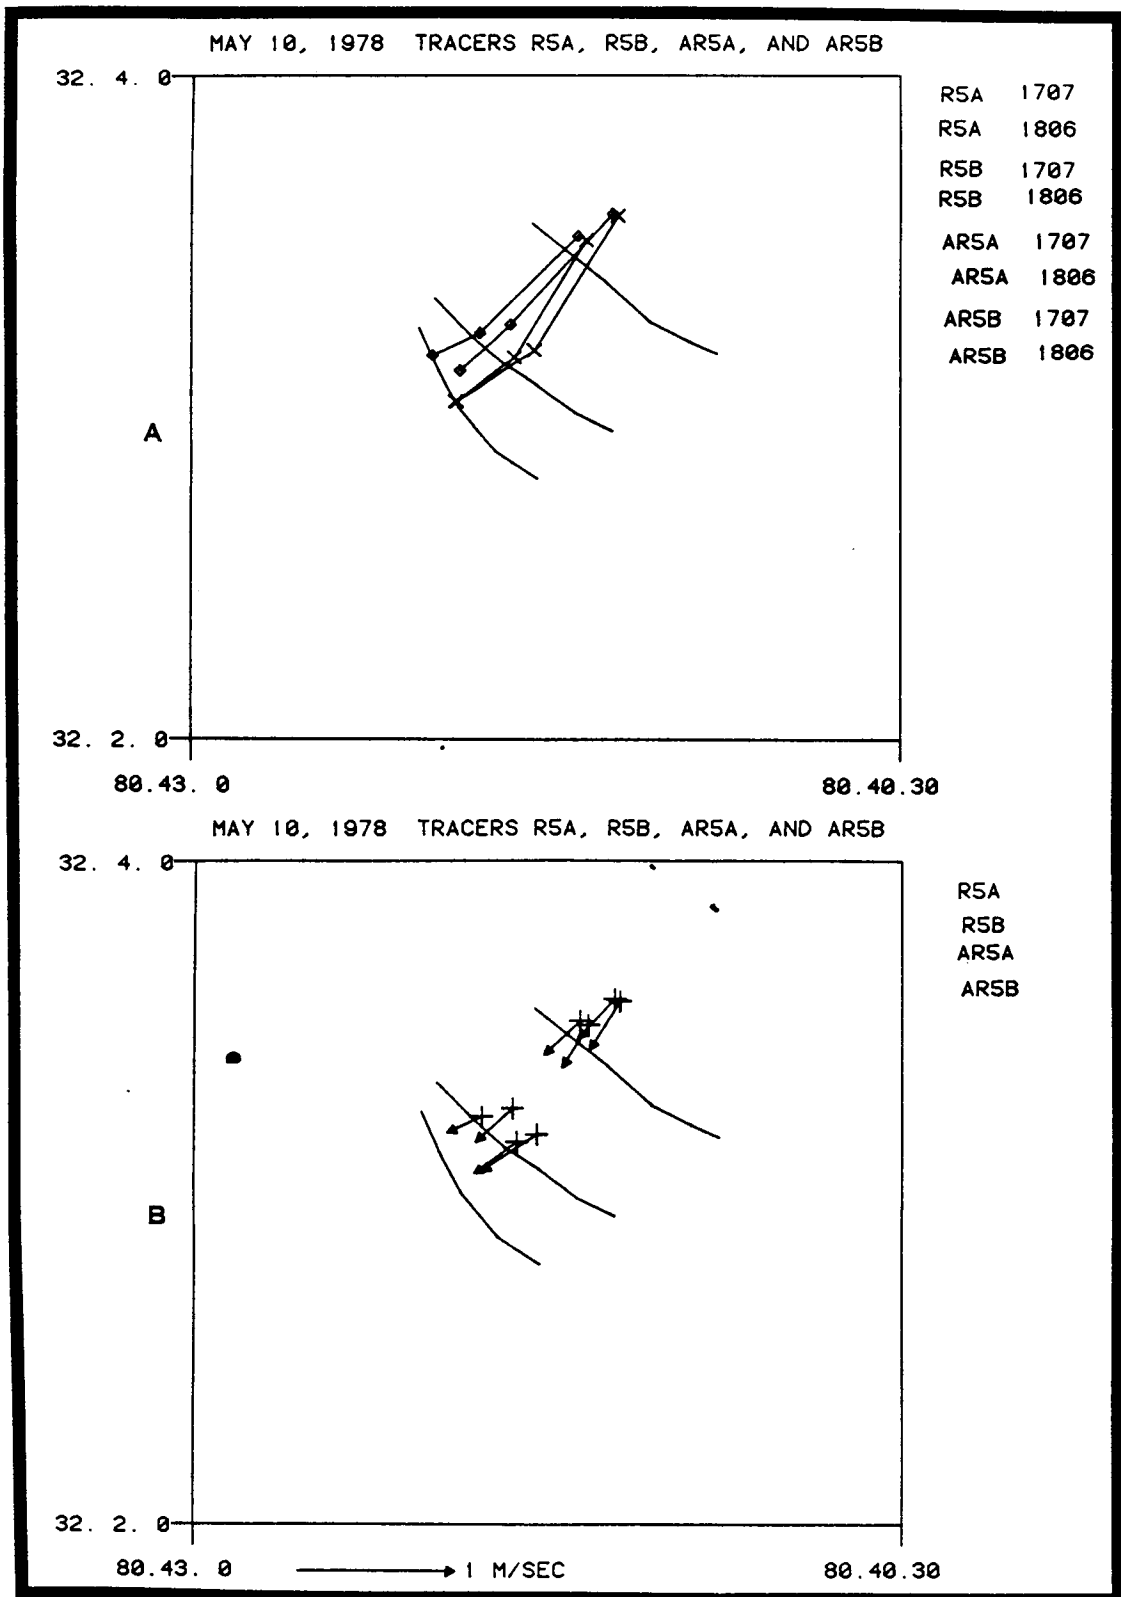 MAY 10, 1978 TRACERS R5A, R5B, AR5A, AND AR5B
32. 4. 0
R5A 1707
R5A 1806
R5B 1707
R5B 1806
AR5A 1707
AR5A 1806
AR5B 1707
AR5B 1806
A
32. 2. 0
80.43. 0
80.40.30
MAY 10, 1978 TRACERS R5A, R5B, AR5A, AND AR5B
32. 4. 0
R5A
R5B
AR5A
AR5B
B
32. 2. 0
80.43. 0
1 M/SEC
80.40.30